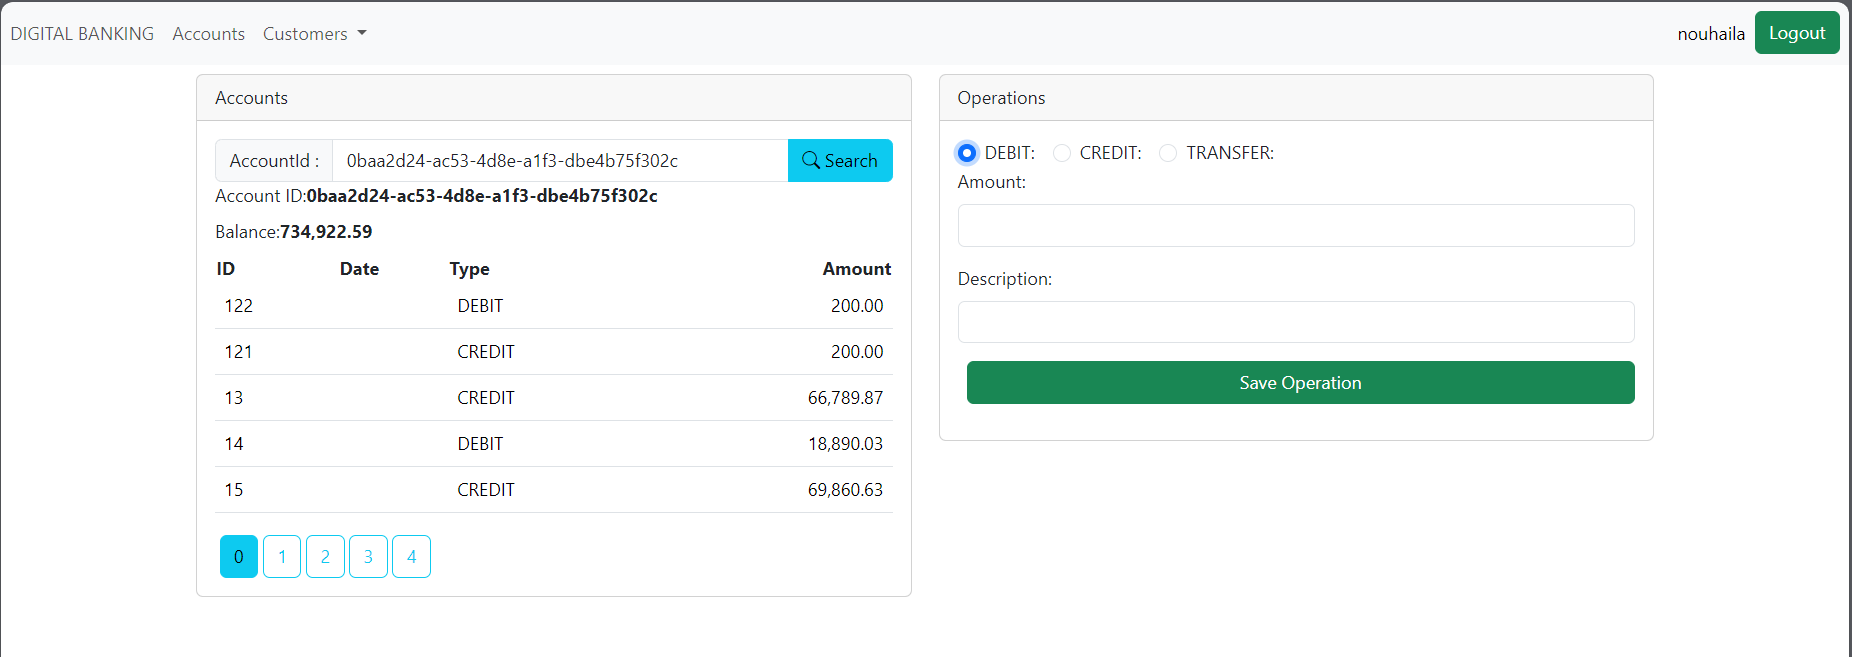 DIGITAL BANKING Accounts Customers nouhaila Logout
Accounts
AccountId : 0baa2d24-ac53-4d8e-a1f3-dbe4b75f302c Search
Account ID:0baa2d24-ac53-4d8e-a1f3-dbe4b75f302c
Balance:734,922.59
ID Date Type Amount
122 DEBIT 200.00
121 CREDIT 200.00
13 CREDIT 66,789.87
14 DEBIT 18,890.03
15 CREDIT 69,860.63
0 1 2 3 4
Operations
DEBIT: CREDIT: TRANSFER:
Amount:
Description:
Save Operation